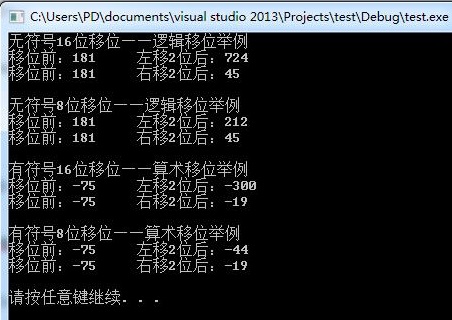 C:\Users\PD\documents\visual studio 2013\Projects\test\Debug\test.exe
无符号16位移位——逻辑移位举例
移位前：181 左移2位后：724
移位前：181 右移2位后：45
无符号8位移位——逻辑移位举例
移位前：181 左移2位后：212
移位前：181 右移2位后：45
有符号16位移位——算术移位举例
移位前：-75 左移2位后：-300
移位前：-75 右移2位后：-19
有符号8位移位——算术移位举例
移位前：-75 左移2位后：-44
移位前：-75 右移2位后：-19
请按任意键继续. . .